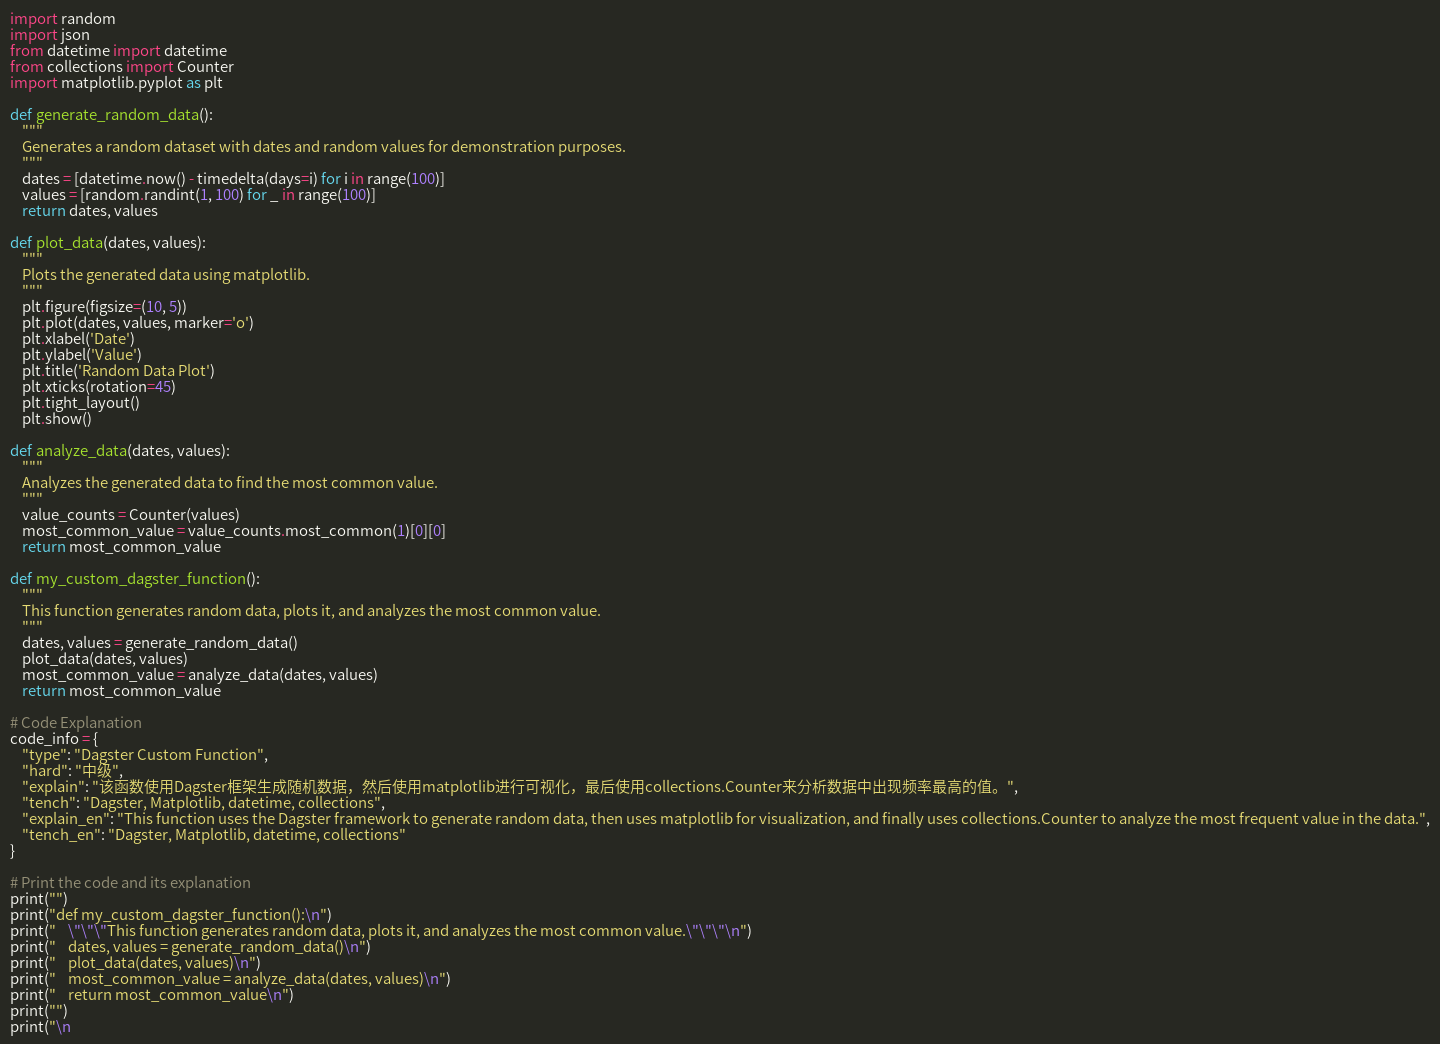 import random
import json
from datetime import datetime
from collections import Counter
import matplotlib.pyplot as plt

def generate_random_data():
    """
    Generates a random dataset with dates and random values for demonstration purposes.
    """
    dates = [datetime.now() - timedelta(days=i) for i in range(100)]
    values = [random.randint(1, 100) for _ in range(100)]
    return dates, values

def plot_data(dates, values):
    """
    Plots the generated data using matplotlib.
    """
    plt.figure(figsize=(10, 5))
    plt.plot(dates, values, marker='o')
    plt.xlabel('Date')
    plt.ylabel('Value')
    plt.title('Random Data Plot')
    plt.xticks(rotation=45)
    plt.tight_layout()
    plt.show()

def analyze_data(dates, values):
    """
    Analyzes the generated data to find the most common value.
    """
    value_counts = Counter(values)
    most_common_value = value_counts.most_common(1)[0][0]
    return most_common_value

def my_custom_dagster_function():
    """
    This function generates random data, plots it, and analyzes the most common value.
    """
    dates, values = generate_random_data()
    plot_data(dates, values)
    most_common_value = analyze_data(dates, values)
    return most_common_value

# Code Explanation
code_info = {
    "type": "Dagster Custom Function",
    "hard": "中级",
    "explain": "该函数使用Dagster框架生成随机数据，然后使用matplotlib进行可视化，最后使用collections.Counter来分析数据中出现频率最高的值。",
    "tench": "Dagster, Matplotlib, datetime, collections",
    "explain_en": "This function uses the Dagster framework to generate random data, then uses matplotlib for visualization, and finally uses collections.Counter to analyze the most frequent value in the data.",
    "tench_en": "Dagster, Matplotlib, datetime, collections"
}

# Print the code and its explanation
print("")
print("def my_custom_dagster_function():\n")
print("    \"\"\"This function generates random data, plots it, and analyzes the most common value.\"\"\"\n")
print("    dates, values = generate_random_data()\n")
print("    plot_data(dates, values)\n")
print("    most_common_value = analyze_data(dates, values)\n")
print("    return most_common_value\n")
print("")
print("\n